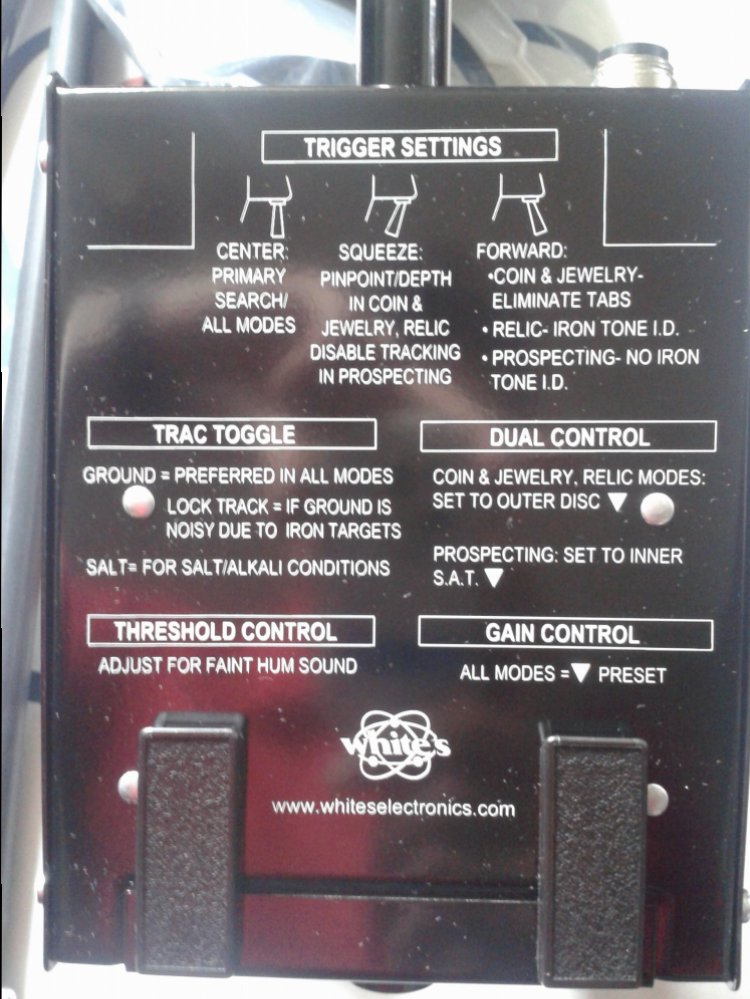 TRIGGER SETTINGS
CENTER:
PRIMARY
SEARCH/
ALL MODES
SQUEEZE:
PINPOINT/DEPTH
IN COIN &
JEWELRY, RELIC
DISABLE TRACKING
IN PROSPECTING
FORWARD:
•COIN & JEWELRY-
ELIMINATE TABS
• RELIC- IRON TONE I.D.
• PROSPECTING- NO IRON
TONE I.D.
TRAC TOGGLE
GROUND = PREFERRED IN ALL MODES
LOCK TRACK = IF GROUND IS
NOISY DUE TO IRON TARGETS
SALT= FOR SALT/ALKALI CONDITIONS
DUAL CONTROL
COIN & JEWELRY, RELIC MODES:
SET TO OUTER DISC ▼
PROSPECTING: SET TO INNER
S.A.T. ▼
THRESHOLD CONTROL
ADJUST FOR FAINT HUM SOUND
GAIN CONTROL
ALL MODES =▼ PRESET
White's
www.whiteselectronics.com